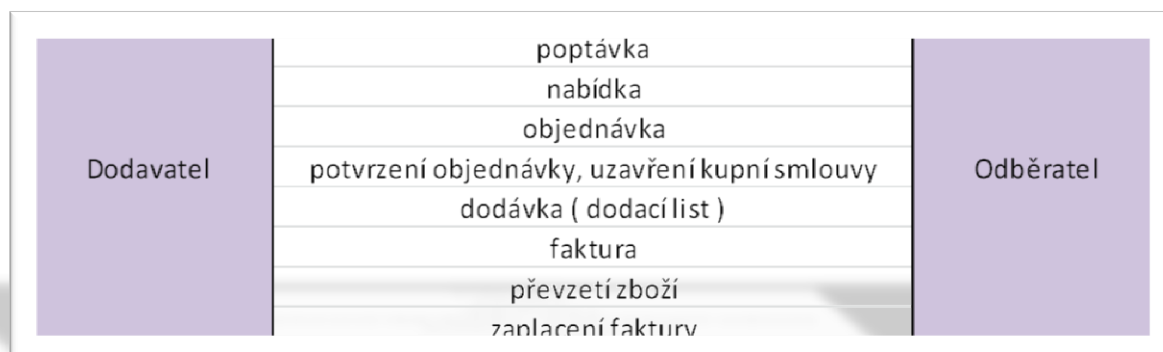 poptávka
nabídka
objednávka
Dodavatel
potvrzení objednávky, uzavření kupní smlouvy
Odběratel
dodávka ( dodací list )
faktura
převzetí zboží
zaplacení faktury